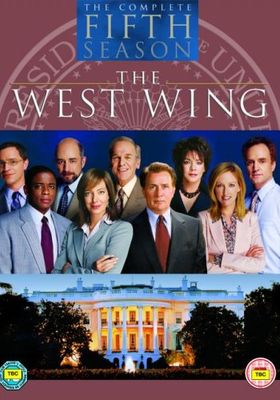 THE COMPLETE
FIFTH
SEASON
THE
WEST WING
TBC
TBC